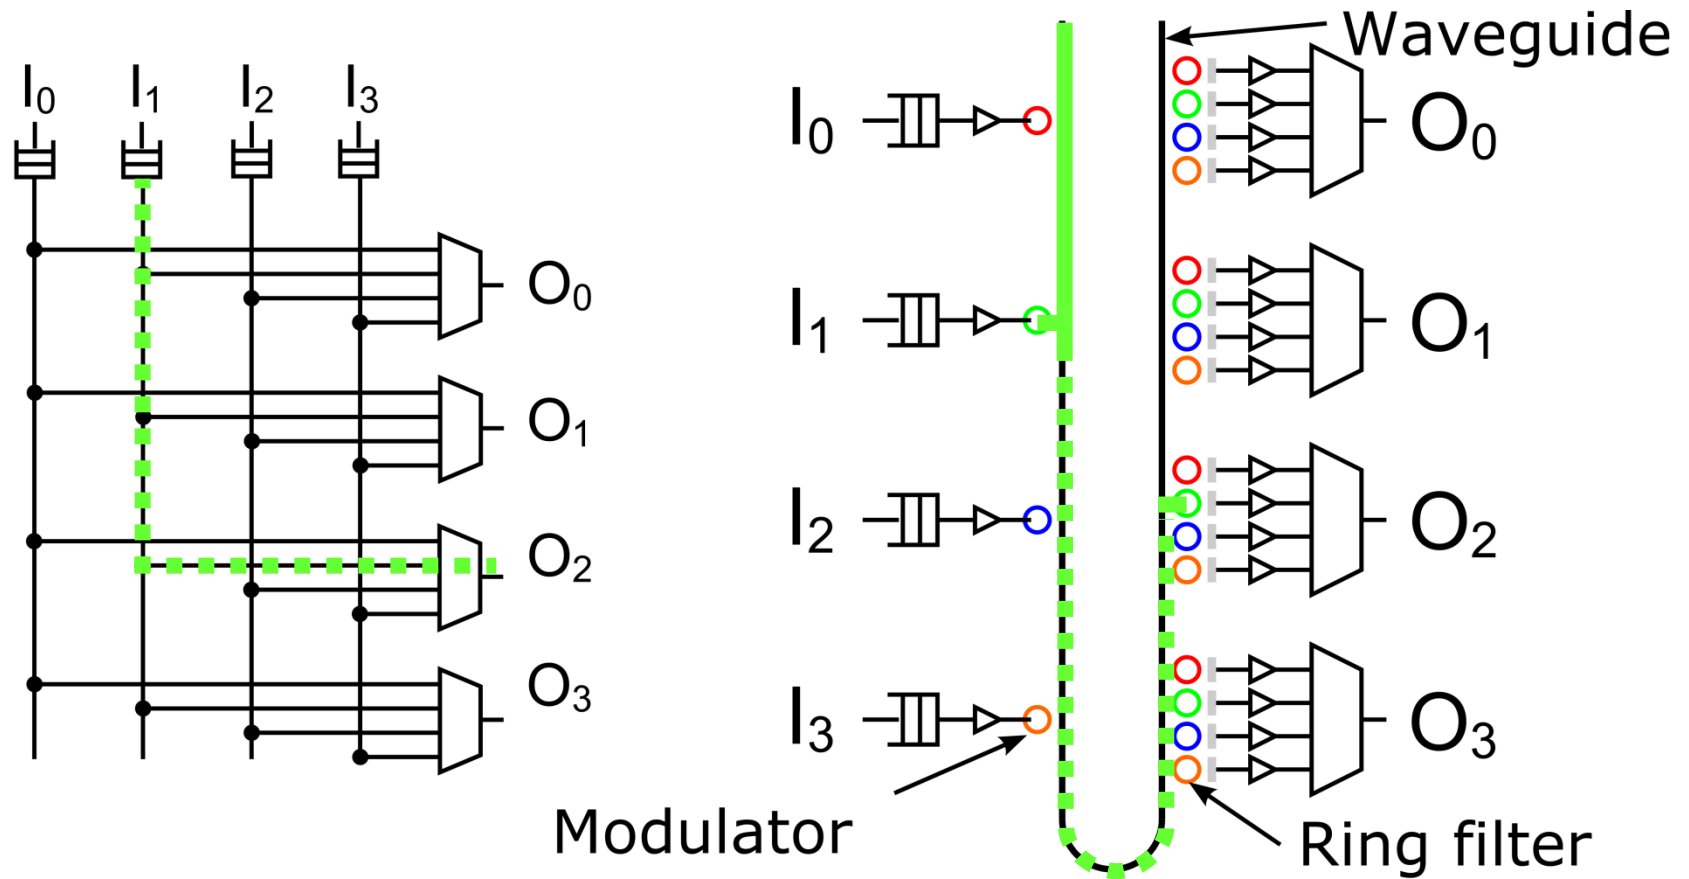 I0 I1 I2 I3
O0
O1
O2
O3
Waveguide
I0
O0
I1
O1
I2
O2
I3
O3
Modulator
Ring filter